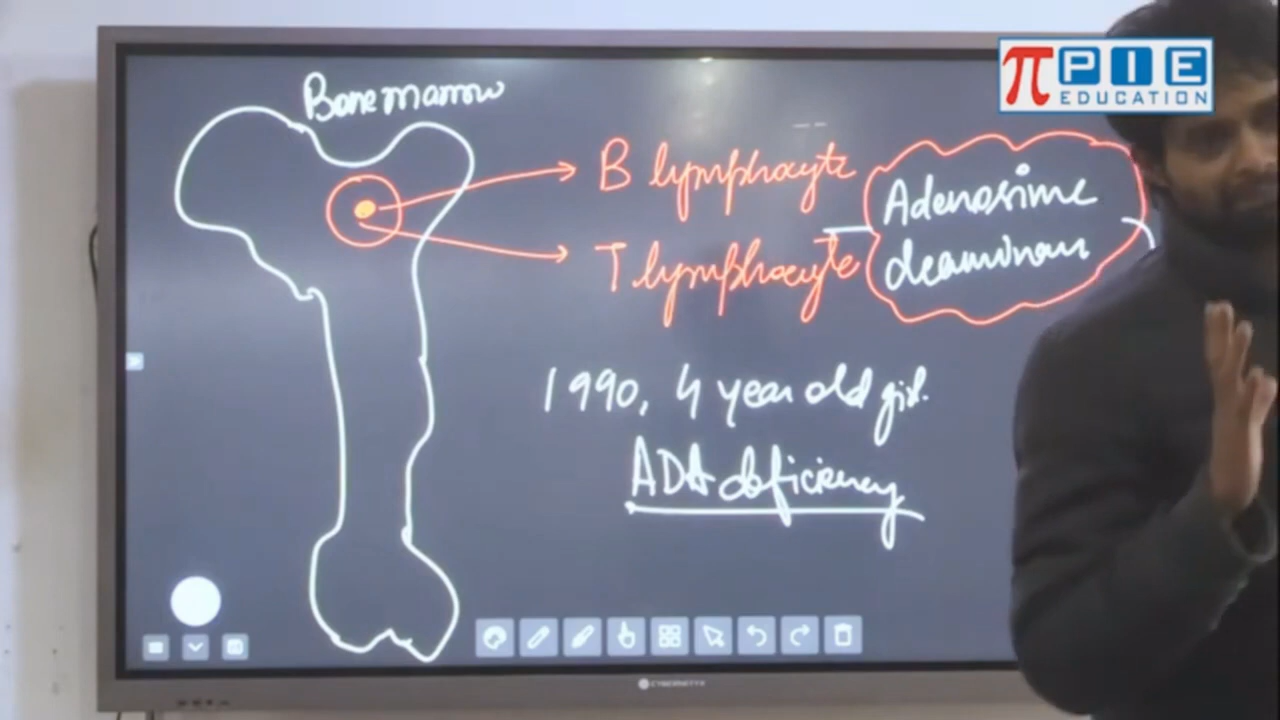 π PIE
EDUCATION
Bone marrow
B lymphocyte
T lymphocyte
Adenosine
deaminase
1990, 4 year old girl.
ADA deficiency